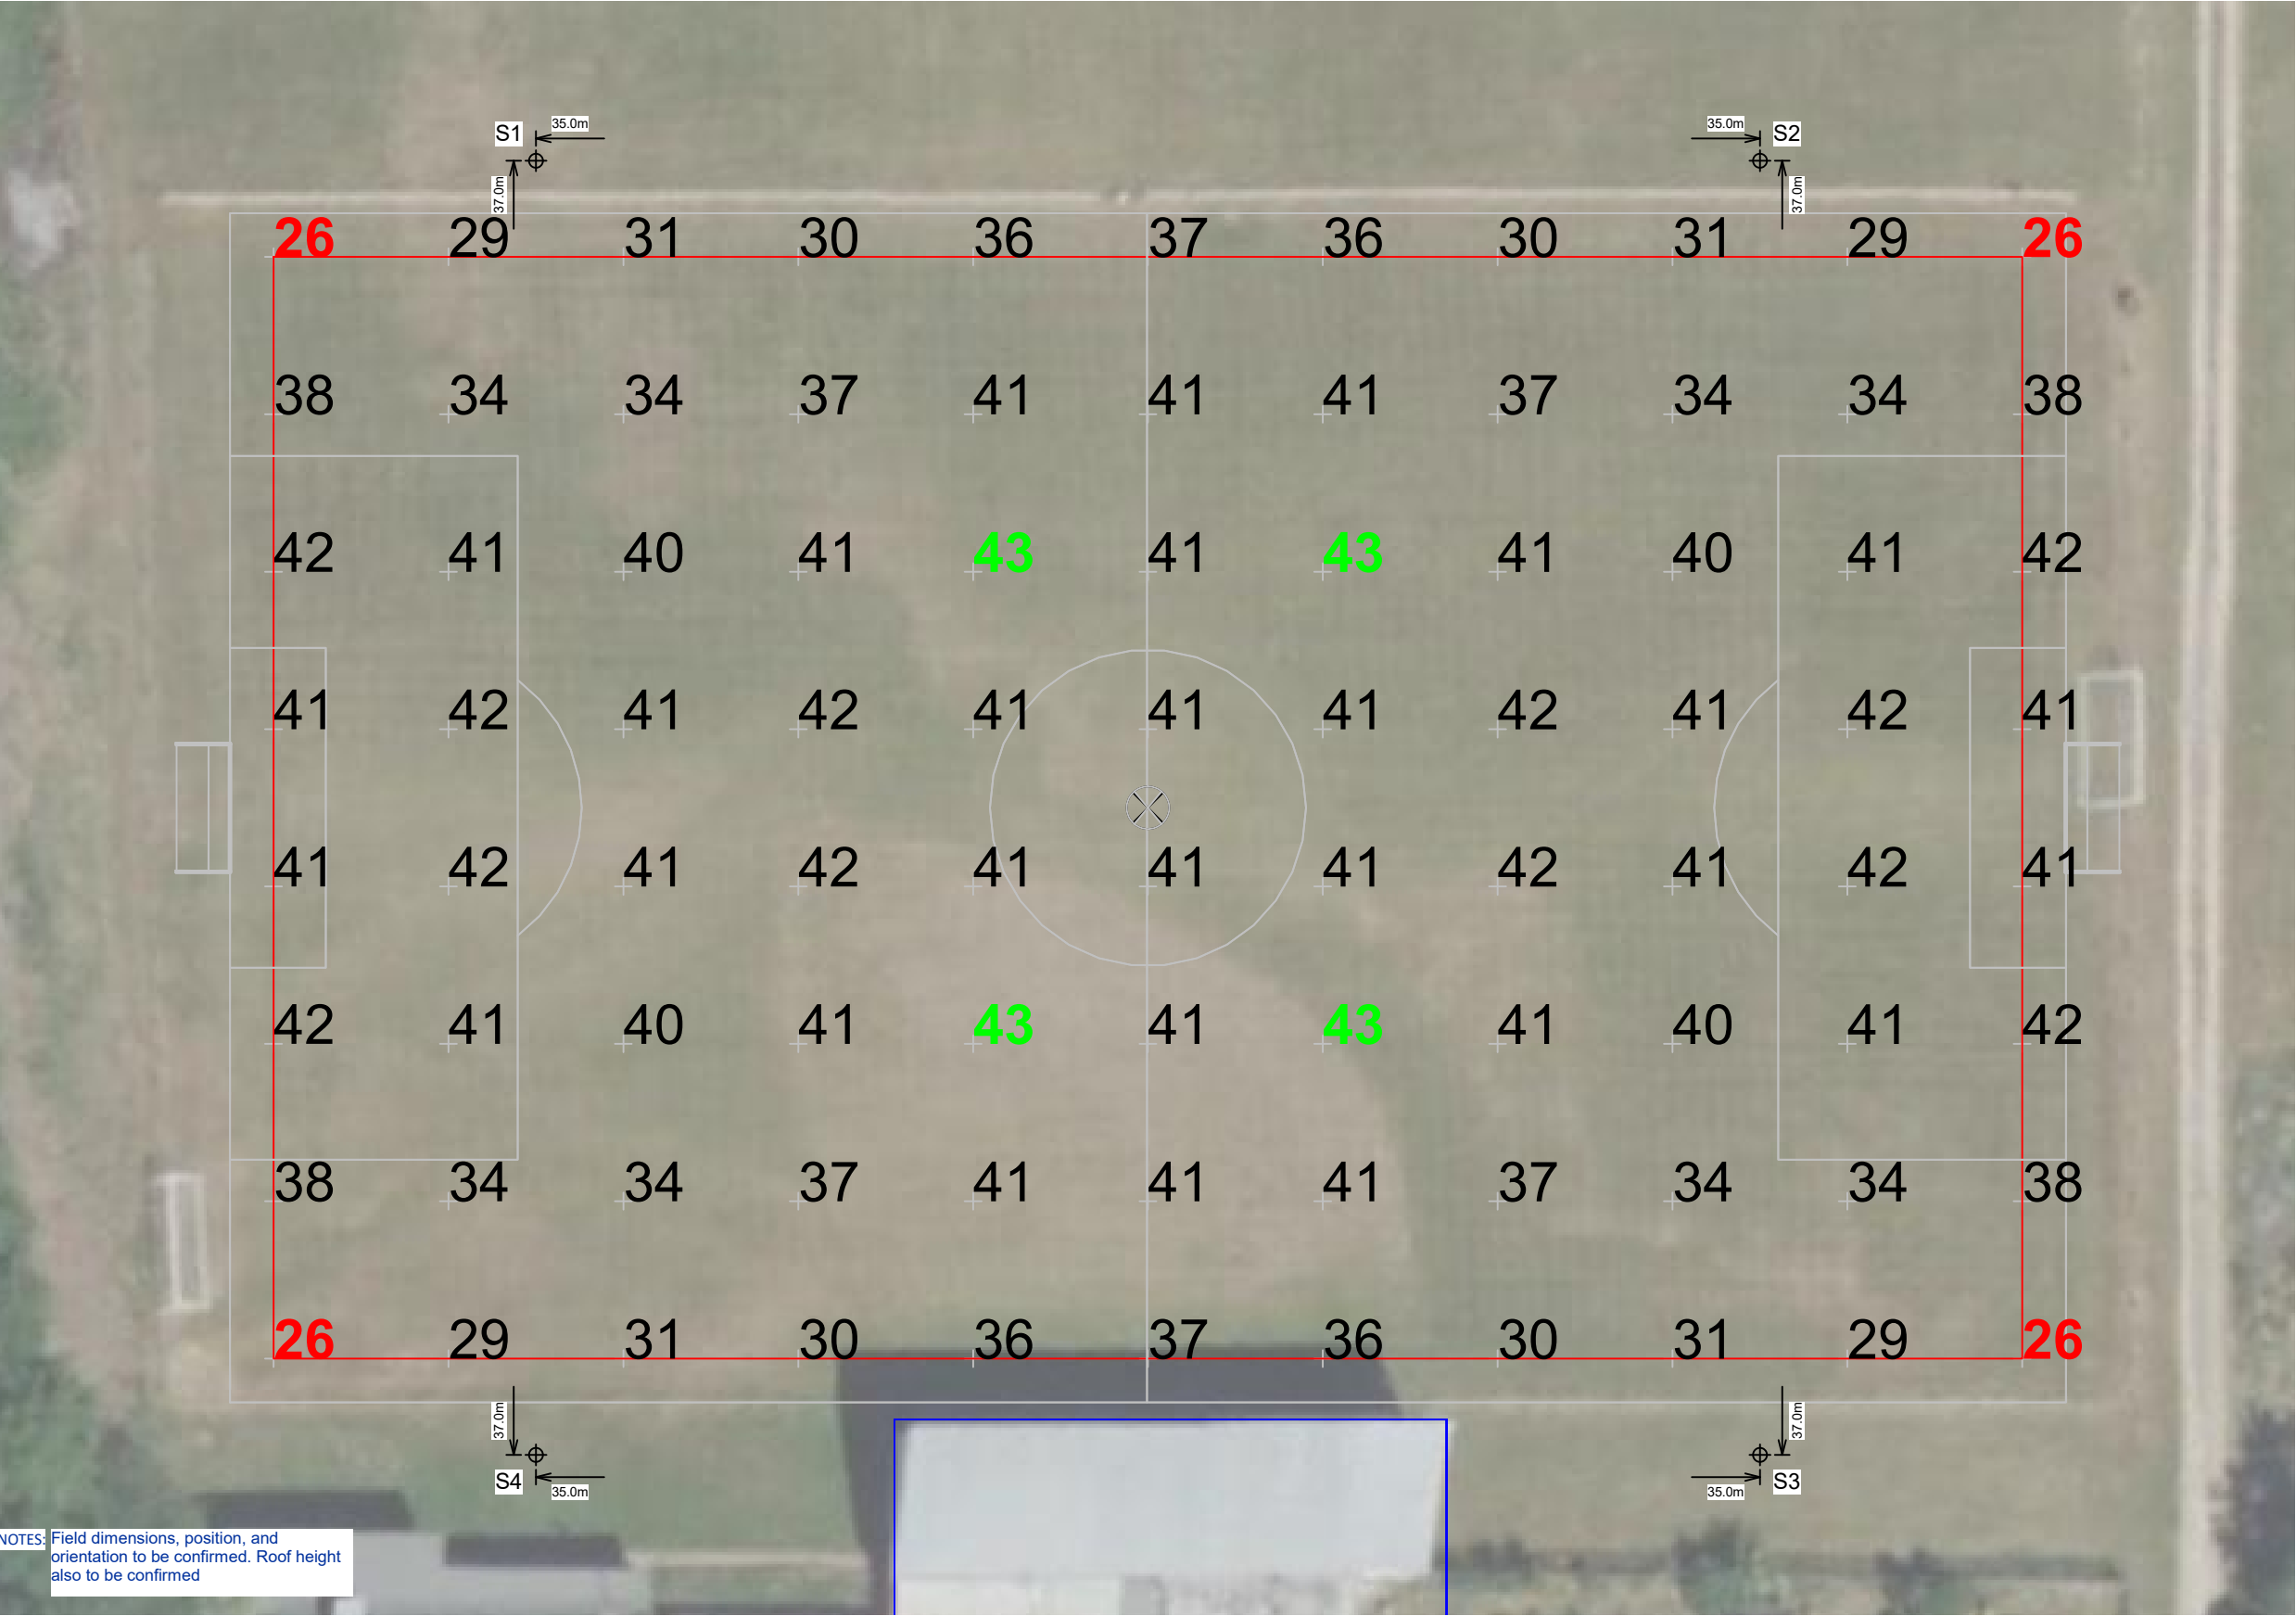 35.0m 35.0m
S1 S2
37.0m 37.0m
26 29 31 30 36 37 36 30 31 29 26
38 34 34 37 41 41 41 37 34 34 38
42 41 40 41 43 41 43 41 40 41 42
41 42 41 42 41 41 41 42 41 42 41
41 42 41 42 41 41 41 42 41 42 41
42 41 40 41 43 41 43 41 40 41 42
38 34 34 37 41 41 41 37 34 34 38
26 29 31 30 36 37 36 30 31 29 26
37.0m 37.0m
S4 S3
35.0m 35.0m
NOTES: Field dimensions, position, and
orientation to be confirmed. Roof height
also to be confirmed